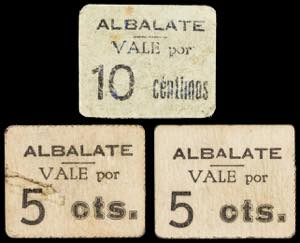 ALBALATE
VALE por
10 céntimos
ALBALATE
VALE por
5 cts.
ALBALATE
VALE por
5 cts.